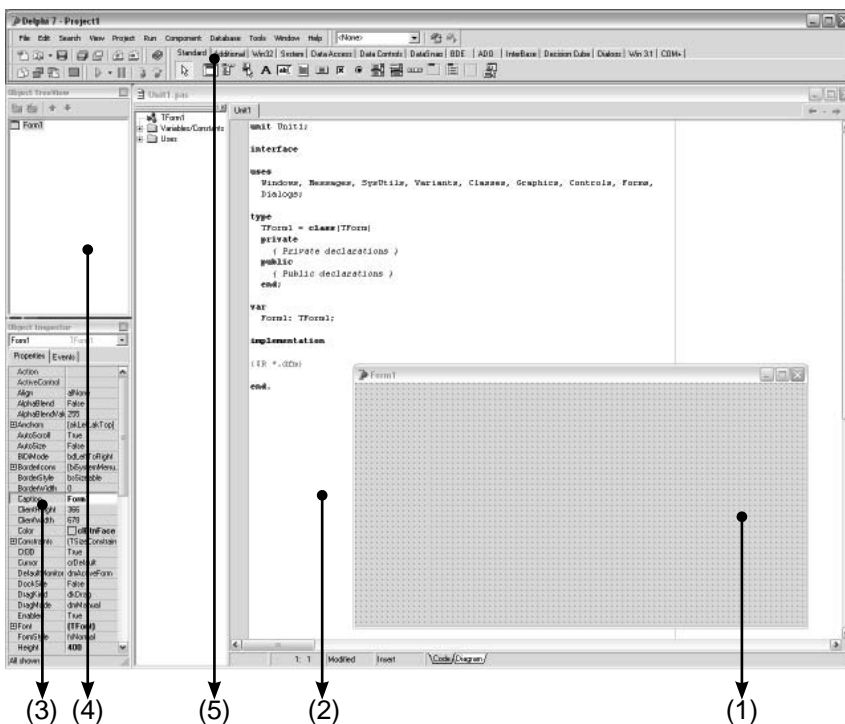 Delphi 7 - Project1
File Edit Search View Project Run Component Database Tools Window Help <None>
Standard Additional Win32 System Data Access Data Controls DataSnap BDE ADO InterBase Decision Cube Dialogs Win 3.1 COM+
Object TreeView
Form1
Unit1.pas
TForm1
Variables/Constants
Uses
Unit1
unit Unit1;
interface
uses
Windows, Messages, SysUtils, Variants, Classes, Graphics, Controls, Forms,
Dialogs;
type
TForm1 = class(TForm)
private
{ Private declarations }
public
{ Public declarations }
end;
var
Form1: TForm1;
implementation
{$R *.dfm}
end.
Object Inspector
Form1 TForm1
Properties Events
Action
ActiveControl
Align alNone
AlphaBlend False
AlphaBlendVal 255
Anchors [akLeft,akTop]
AutoScroll True
AutoSize False
BiDiMode bdLeftToRight
BorderIcons [biSystemMenu,
BorderStyle bsSizeable
BorderWidth 0
Caption Form1
ClientHeight 366
ClientWidth 678
Color clBtnFace
Constraints (TSizeConstrain
Ctl3D True
Cursor crDefault
DefaultMonitor dmActiveForm
DockSite False
DragKind dkDrag
DragMode dmManual
Enabled True
Font (TFont)
FormStyle fsNormal
Height 400
All shown
Form1
1: 1 Modified Insert Code Diagram
(3) (4) (5) (2) (1)